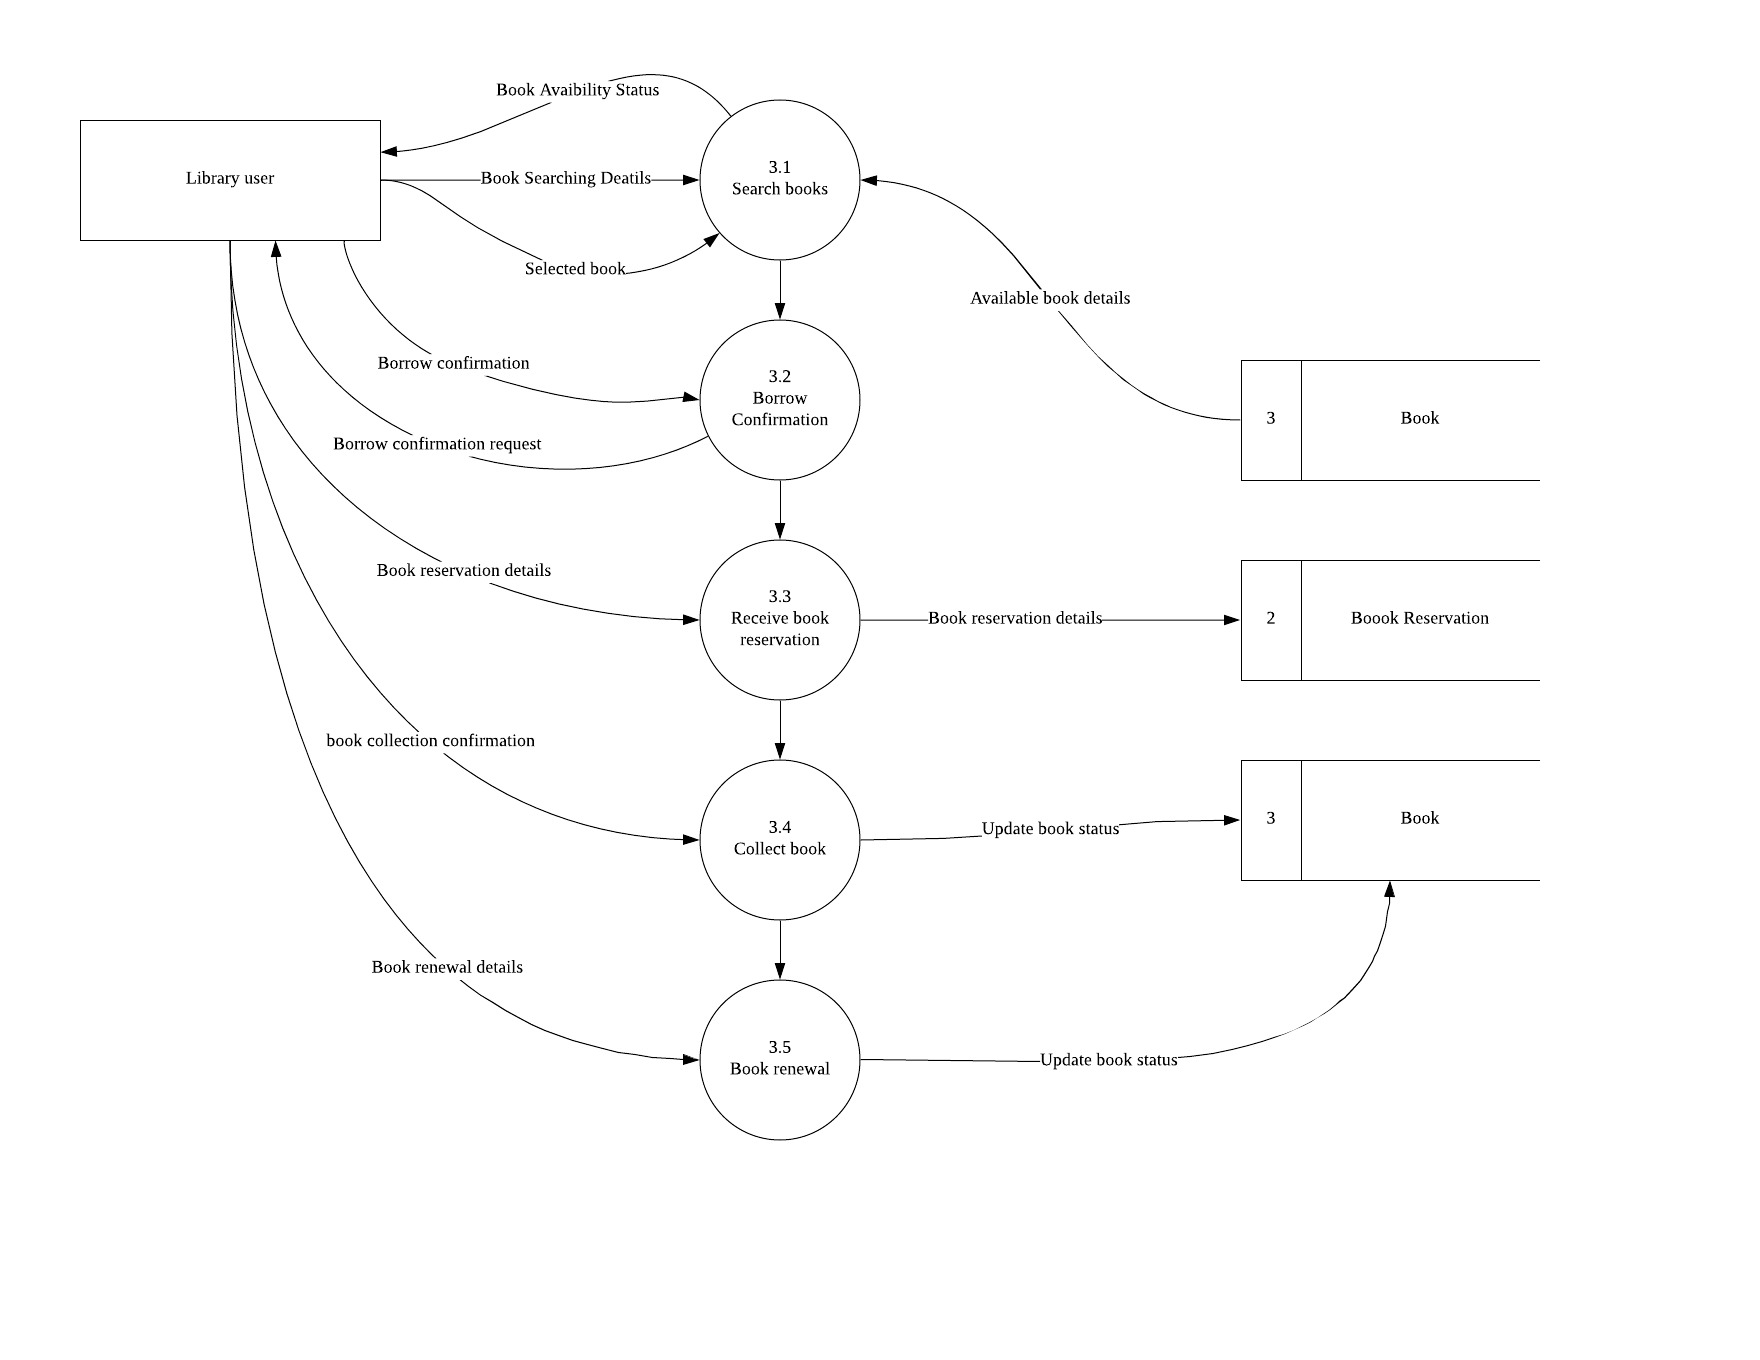 Book Avaibility Status
Library user
Book Searching Deatils
3.1
Search books
Selected book
Available book details
Borrow confirmation
3.2
Borrow
Confirmation
3
Book
Borrow confirmation request
Book reservation details
3.3
Receive book
reservation
Book reservation details
2
Boook Reservation
book collection confirmation
3.4
Collect book
Update book status
3
Book
Book renewal details
3.5
Book renewal
Update book status